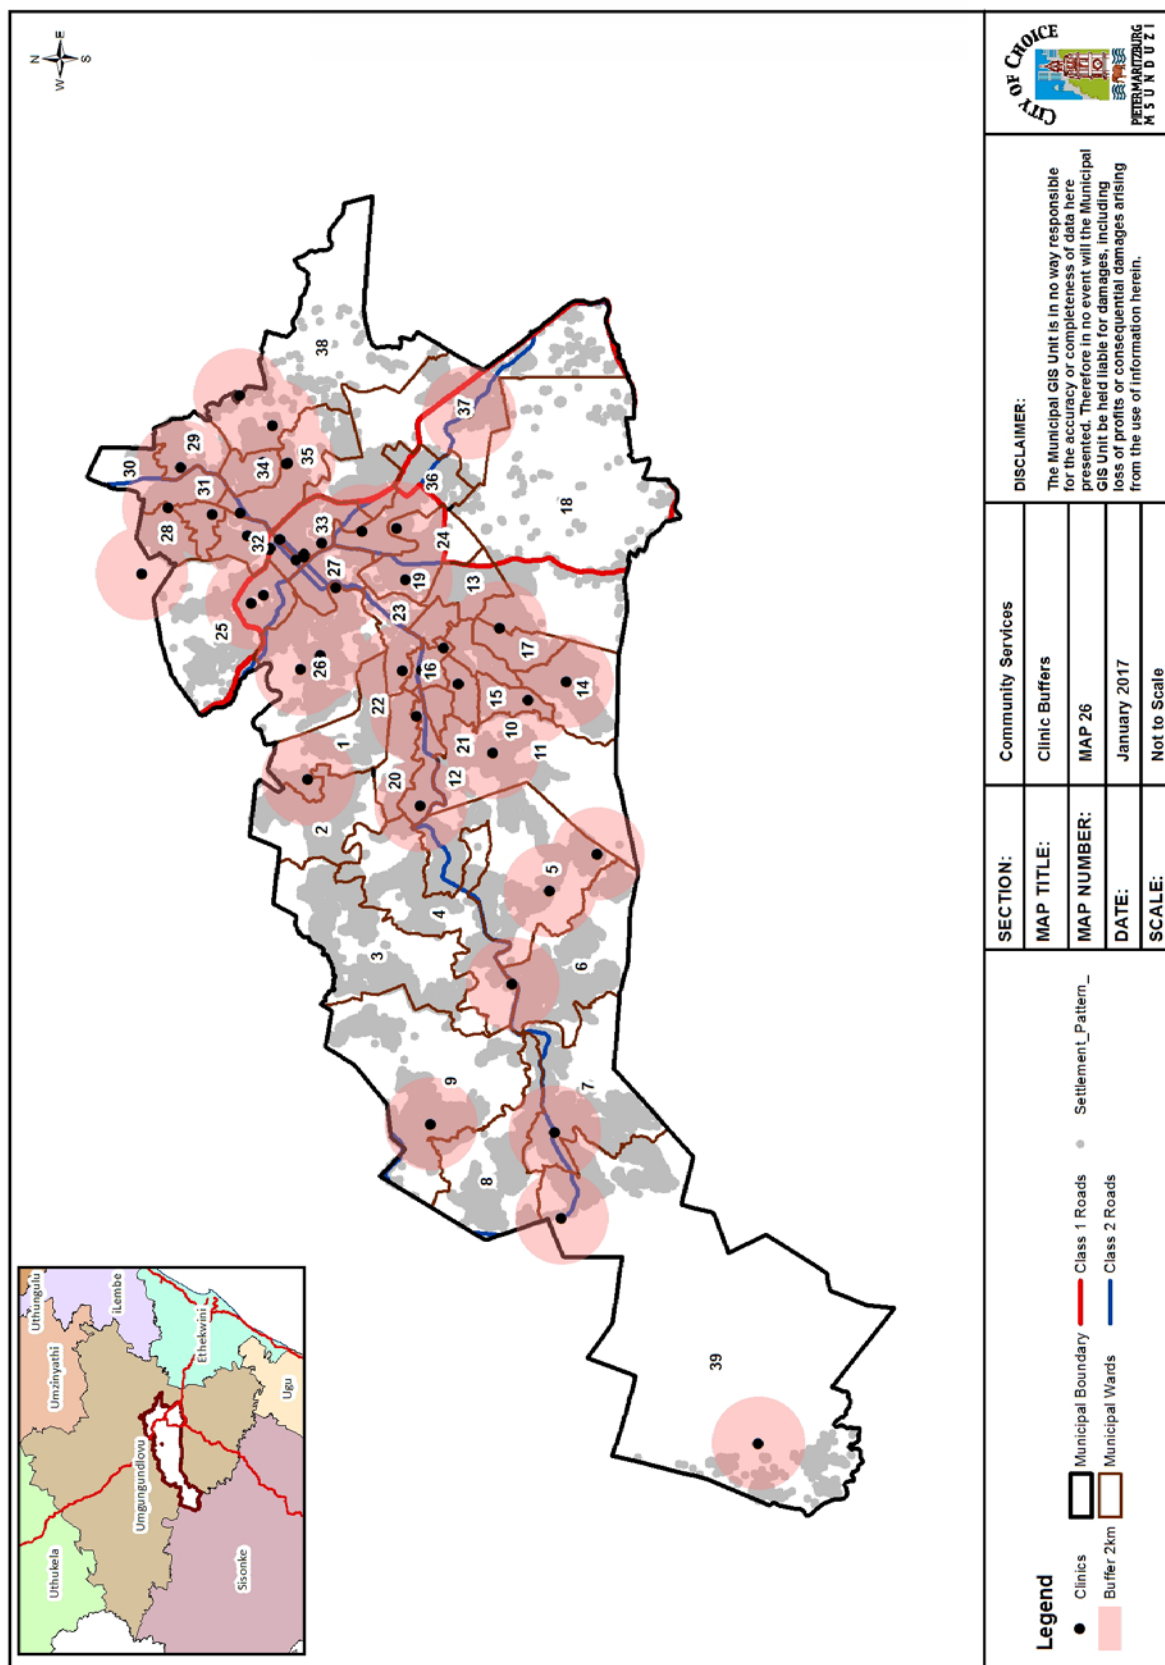 N
W E
S
Uthukela
Umzinyathi
Uthungulu
Umgungundlovu
iLembe
Ethekwini
Sisonke
Ugu
30
29
28
31
34
35
38
32
33
25
27
26
36
37
24
18
19
23
13
1
22
16
17
2
20
21
15
14
12
10
11
3
4
5
9
6
8
7
39
Legend
Clinics
Municipal Boundary
Class 1 Roads
Settlement_Pattern_
Buffer 2km
Municipal Wards
Class 2 Roads
SECTION: Community Services
MAP TITLE: Clinic Buffers
MAP NUMBER: MAP 26
DATE: January 2017
SCALE: Not to Scale
DISCLAIMER:
The Municipal GIS Unit is in no way responsible
for the accuracy or completeness of data here
presented. Therefore in no event will the Municipal
GIS Unit be held liable for damages, including
loss of profits or consequential damages arising
from the use of information herein.
CITY OF CHOICE
PIETERMARITZBURG
MSUNDUZI